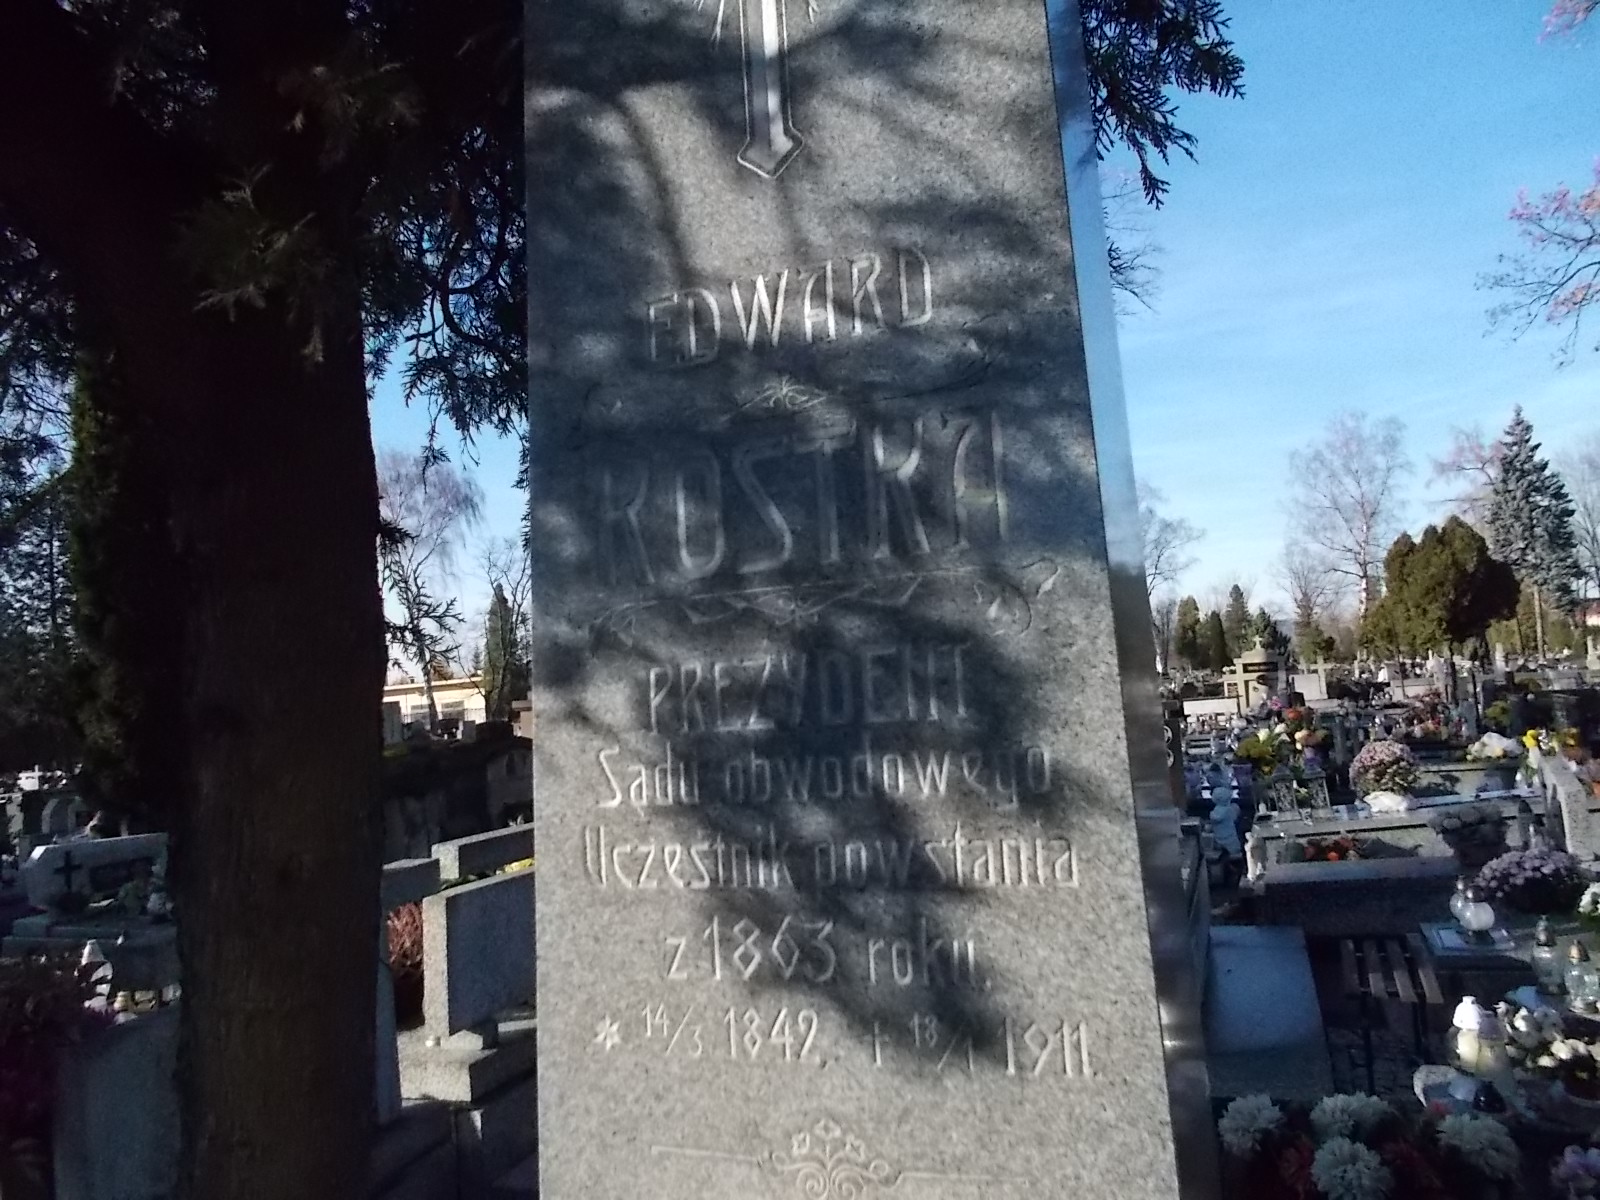 EDWARD
KOSTKA
PREZYDENT
Sądu obwodowego
Uczestnik powstania
z 1863 roku.
* 14/3 1842. † 18/1 1911.